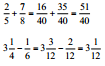 2/5 + 7/8 = 16/40 + 35/40 = 51/40
3 1/4 − 1/6 = 3 3/12 − 2/12 = 3 1/12